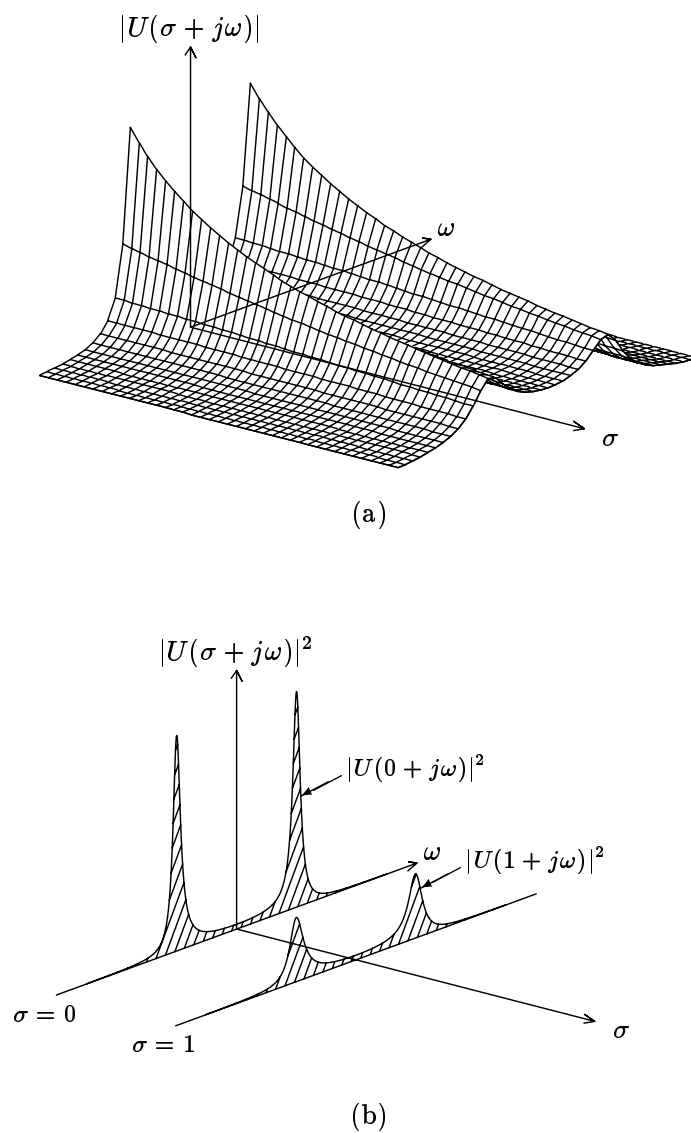 |U(σ + jω)|
ω
σ
(a)
|U(σ + jω)|²
|U(0 + jω)|²
ω
|U(1 + jω)|²
σ = 0
σ
σ = 1
(b)